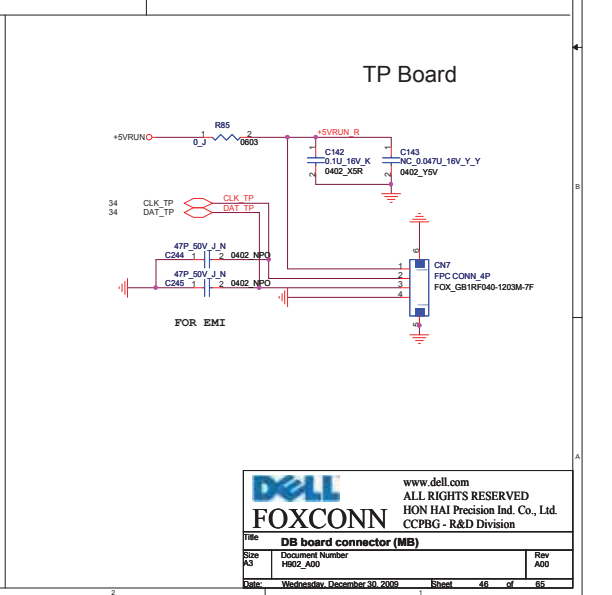 TP Board
R85
+5VRUN
1
2
0_J
0603
+5VRUN_R
C142
0.1U_16V_K
0402_X5R
1
2
C143
NC_0.047U_16V_Y_Y
0402_Y5V
1
2
B
34 CLK_TP CLK_TP
34 DAT_TP DAT_TP
47P_50V_J_N
C244 1 2 0402_NPO
47P_50V_J_N
C245 1 2 0402_NPO
FOR EMI
6
1
2
3
4
5
CN7
FPC CONN_4P
FOX_GB1RF040-1203M-7F
A
DELL
FOXCONN
www.dell.com
ALL RIGHTS RESERVED
HON HAI Precision Ind. Co., Ltd.
CCPBG - R&D Division
Title
DB board connector (MB)
Size
A3
Document Number
H902_A00
Rev
A00
Date: Wednesday, December 30, 2009 Sheet 46 of 65
2
1